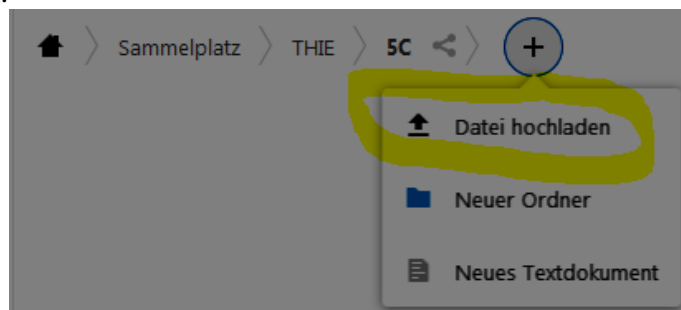 Sammelplatz THIE 5C +
Datei hochladen
Neuer Ordner
Neues Textdokument